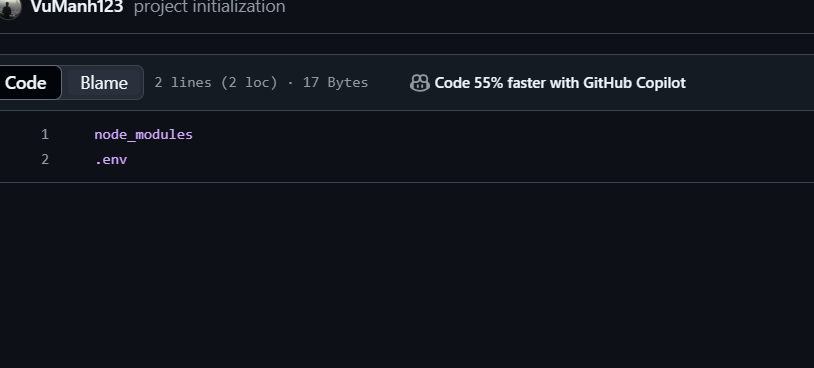 VuManh123 project initialization
Code Blame 2 lines (2 loc) · 17 Bytes Code 55% faster with GitHub Copilot
1 node_modules
2 .env